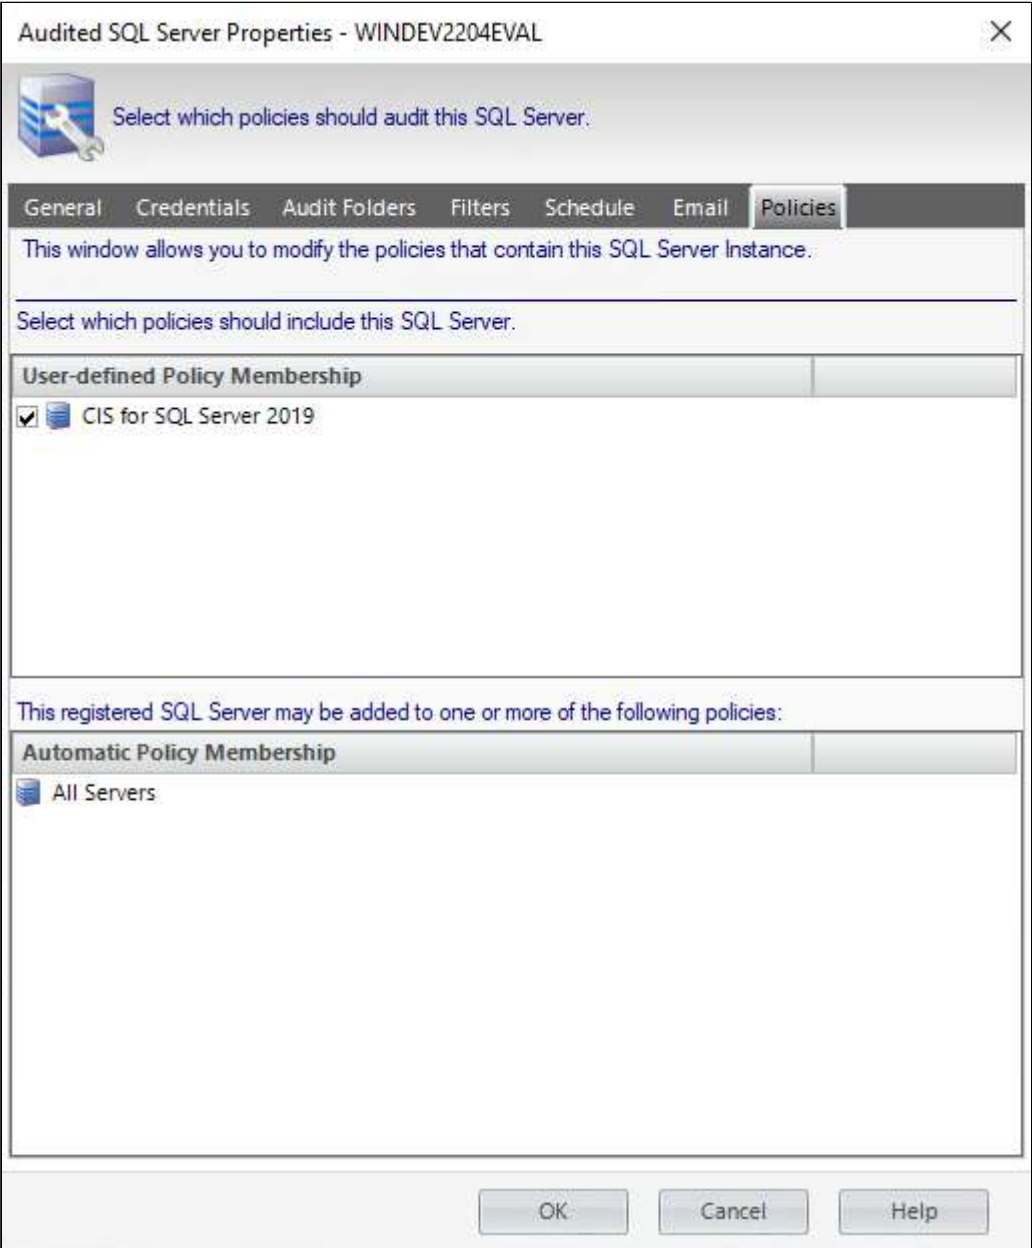 Audited SQL Server Properties - WINDEV2204EVAL
Select which policies should audit this SQL Server.
General Credentials Audit Folders Filters Schedule Email Policies
This window allows you to modify the policies that contain this SQL Server Instance.
Select which policies should include this SQL Server.
User-defined Policy Membership
CIS for SQL Server 2019
This registered SQL Server may be added to one or more of the following policies:
Automatic Policy Membership
All Servers
OK Cancel Help